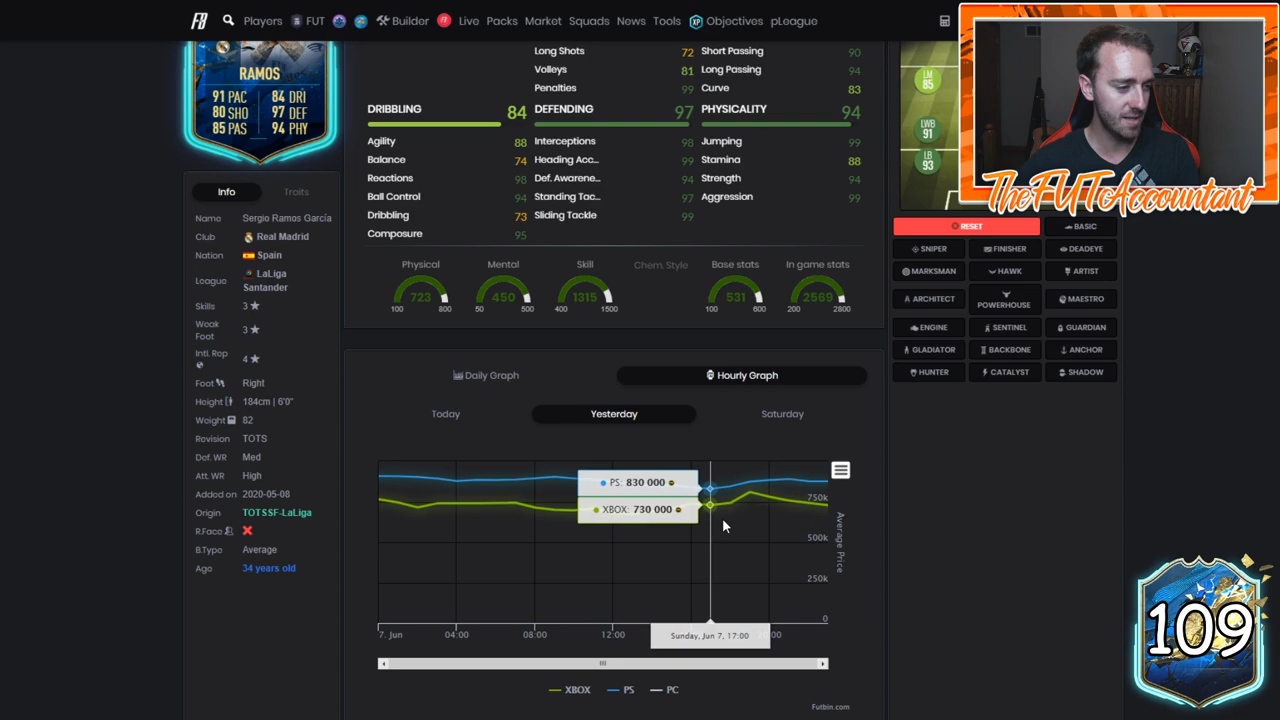 FB Players FUT Builder Live Packs Market Squads News Tools XP Objectives pLeague
RAMOS
91 PAC 84 DRI
80 SHO 97 DEF
85 PAS 94 PHY
Long Shots 72 Short Passing 90
Volleys 81 Long Passing 94
Penalties 99 Curve 83
DRIBBLING 84 DEFENDING 97 PHYSICALITY 94
Agility 88 Interceptions 98 Jumping 99
Balance 74 Heading Acc... 99 Stamina 88
Reactions 98 Def. Awarene... 94 Strength 94
Ball Control 94 Standing Tac... 97 Aggression 99
Dribbling 73 Sliding Tackle 99
Composure 95
Physical Mental Skill Chem. Style Base stats In game stats
723 450 1315 531 2569
100 800 50 500 400 1500 100 600 200 2800
Info Traits
Name Sergio Ramos García
Club Real Madrid
Nation Spain
League LaLiga
Santander
Skills 3
Weak
Foot 3
Intl. Rep 4
Foot Right
Height 184cm | 6'0"
Weight 82
Revision TOTS
Def. WR Med
Att. WR High
Added on 2020-05-08
Origin TOTSSF-LaLiga
R.Face
B.Type Average
Age 34 years old
Daily Graph Hourly Graph
Today Yesterday Saturday
PS: 830 000
XBOX: 730 000
750k
500k
250k
0
Average Price
7. Jun 04:00 08:00 12:00 :00
Sunday, Jun 7, 17:00
XBOX PS PC
Futbin.com
LM
85
LWB
91
LB
93
TheFUTAccountant
RESET BASIC
SNIPER FINISHER DEADEYE
MARKSMAN HAWK ARTIST
ARCHITECT POWERHOUSE MAESTRO
ENGINE SENTINEL GUARDIAN
GLADIATOR BACKBONE ANCHOR
HUNTER CATALYST SHADOW
109